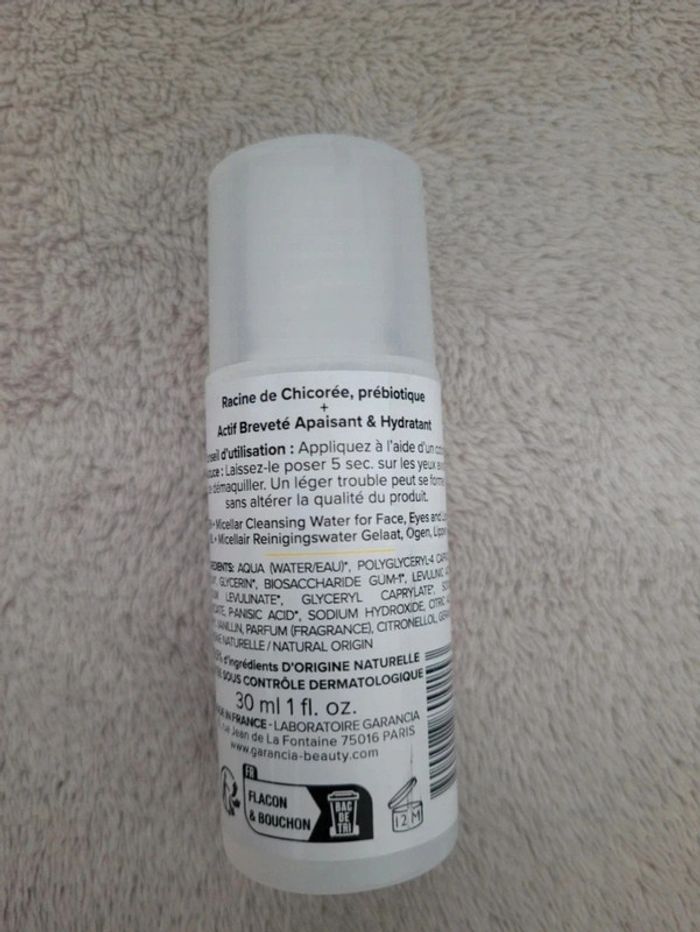 Racine de Chicorée, prébiotique
+
Actif Breveté Apaisant & Hydratant
d'utilisation : Appliquez à l'aide d'un
Laissez-le poser 5 sec. sur les yeux
démaquiller. Un léger trouble peut se
sans altérer la qualité du produit.
Micellar Cleansing Water for Face, Eyes and
Micellair Reinigingswater Gelaat, Ogen,
AQUA (WATER/EAU)*, POLYGLYCERYL-4
GLYCERIN*, BIOSACCHARIDE GUM-1*,
LEVULINATE*, GLYCERYL CAPRYLATE*,
P-ANISIC ACID*, SODIUM HYDROXIDE,
VANILLIN, PARFUM (FRAGRANCE), CITRONELLOL,
NATURELLE / NATURAL ORIGIN
d'ingrédients D'ORIGINE NATURELLE
SOUS CONTRÔLE DERMATOLOGIQUE
30 ml 1 fl. oz.
IN FRANCE - LABORATOIRE GARANCIA
Jean de La Fontaine 75016 PARIS
www.garancia-beauty.com
FR
FLACON
& BOUCHON
BAC
DE
TRI
12 M